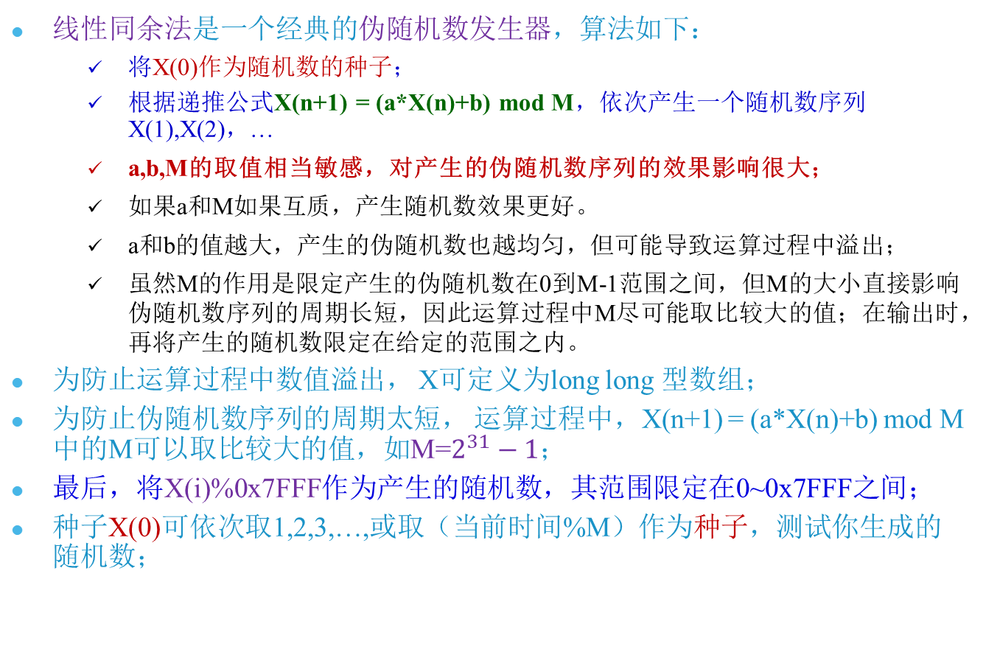 线性同余法是一个经典的伪随机数发生器，算法如下：
将X(0)作为随机数的种子；
根据递推公式X(n+1) = (a*X(n)+b) mod M，依次产生一个随机数序列
X(1),X(2)，…
a,b,M的取值相当敏感，对产生的伪随机数序列的效果影响很大；
如果a和M如果互质，产生随机数效果更好。
a和b的值越大，产生的伪随机数也越均匀，但可能导致运算过程中溢出；
虽然M的作用是限定产生的伪随机数在0到M-1范围之间，但M的大小直接影响
伪随机数序列的周期长短，因此运算过程中M尽可能取比较大的值；在输出时，
再将产生的随机数限定在给定的范围之内。
为防止运算过程中数值溢出， X可定义为long long 型数组；
为防止伪随机数序列的周期太短， 运算过程中，X(n+1) = (a*X(n)+b) mod M
中的M可以取比较大的值，如M=2³¹ − 1；
最后，将X(i)%0x7FFF作为产生的随机数，其范围限定在0~0x7FFF之间；
种子X(0)可依次取1,2,3,…,或取（当前时间%M）作为种子，测试你生成的
随机数；